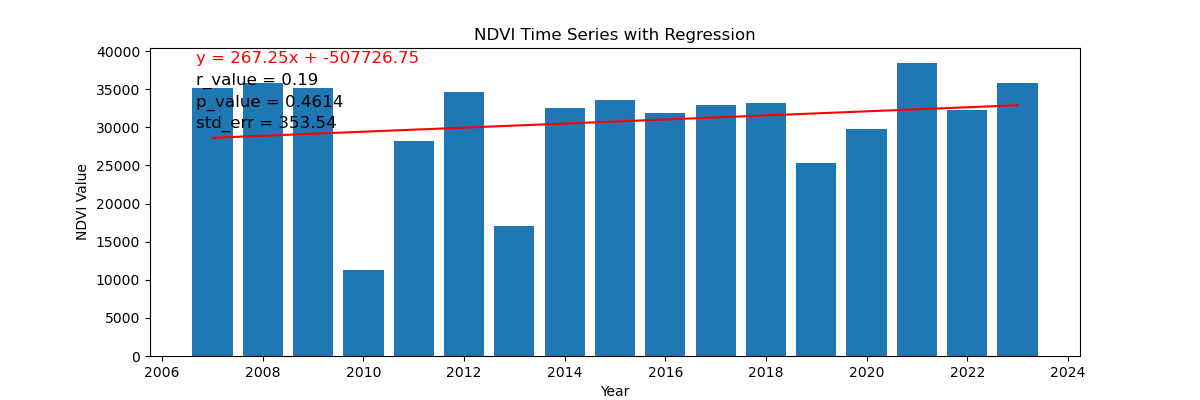 NDVI Time Series with Regression
y = 267.25x + -507726.75
r_value = 0.19
p_value = 0.4614
std_err = 353.54
40000
35000
30000
25000
20000
15000
10000
5000
0
NDVI Value
2006 2008 2010 2012 2014 2016 2018 2020 2022 2024
Year